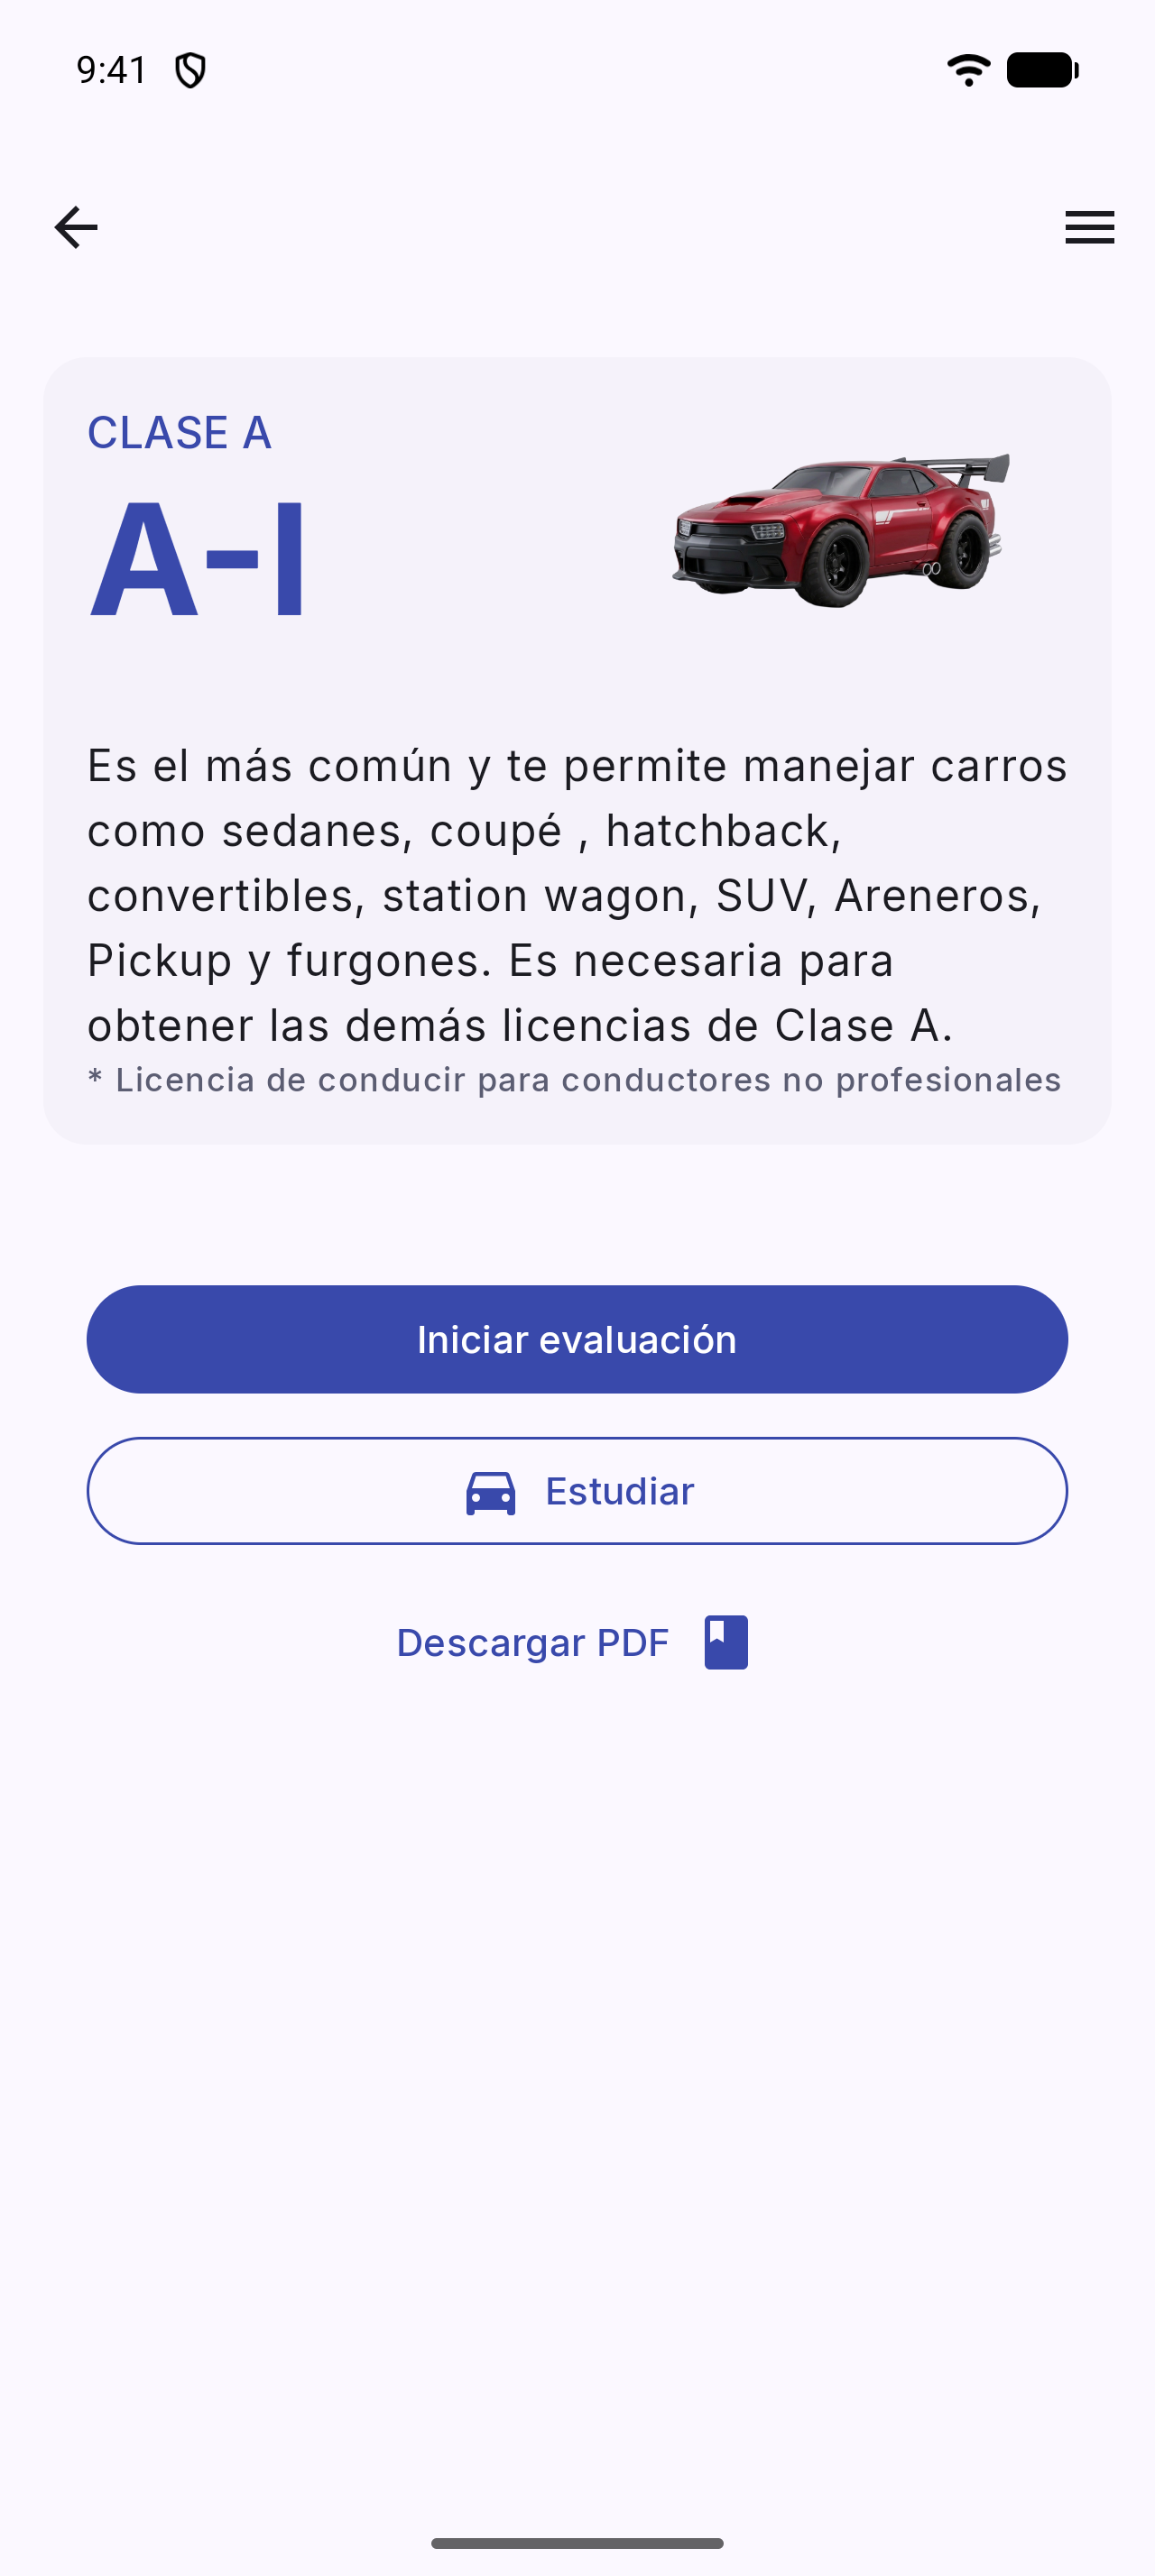 9:41
CLASE A
A-I
Es el más común y te permite manejar carros
como sedanes, coupé , hatchback,
convertibles, station wagon, SUV, Areneros,
Pickup y furgones. Es necesaria para
obtener las demás licencias de Clase A.
* Licencia de conducir para conductores no profesionales
Iniciar evaluación
Estudiar
Descargar PDF